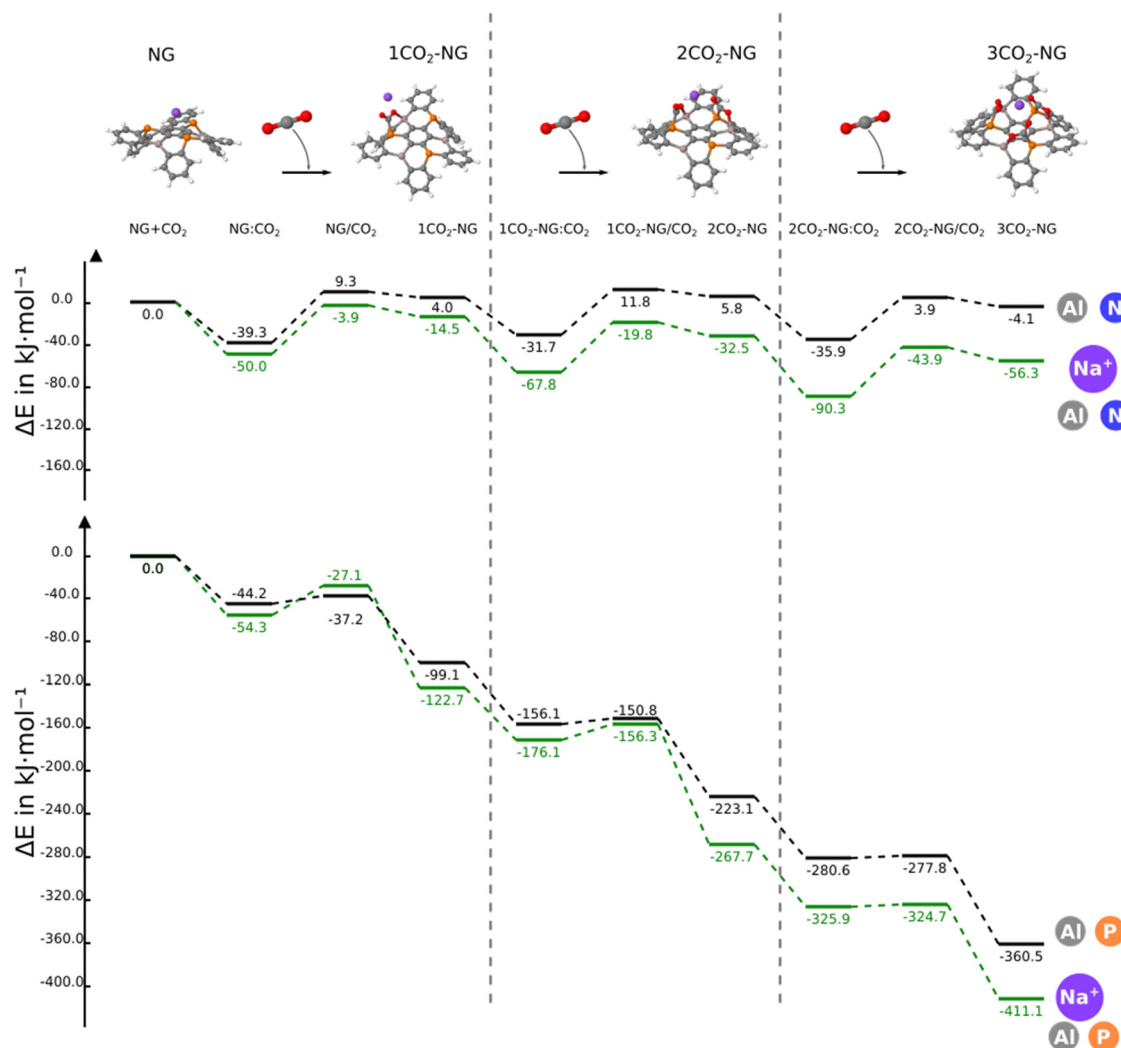 NG 1CO₂-NG 2CO₂-NG 3CO₂-NG
NG+CO₂ NG:CO₂ NG/CO₂ 1CO₂-NG 1CO₂-NG:CO₂ 1CO₂-NG/CO₂ 2CO₂-NG 2CO₂-NG:CO₂ 2CO₂-NG/CO₂ 3CO₂-NG
ΔE in kJ·mol⁻¹
0.0
-40.0
-80.0
-120.0
-160.0
0.0 -39.3 9.3 4.0 -31.7 11.8 5.8 -35.9 3.9 -4.1
Al N
-50.0 -3.9 -14.5 -67.8 -19.8 -32.5 -90.3 -43.9 -56.3
Na⁺
Al N
ΔE in kJ·mol⁻¹
0.0
-40.0
-80.0
-120.0
-160.0
-200.0
-240.0
-280.0
-320.0
-360.0
-400.0
0.0 -44.2 -37.2 -99.1 -156.1 -150.8 -223.1 -280.6 -277.8 -360.5
Al P
0.0 -54.3 -27.1 -122.7 -176.1 -156.3 -267.7 -325.9 -324.7 -411.1
Na⁺
Al P